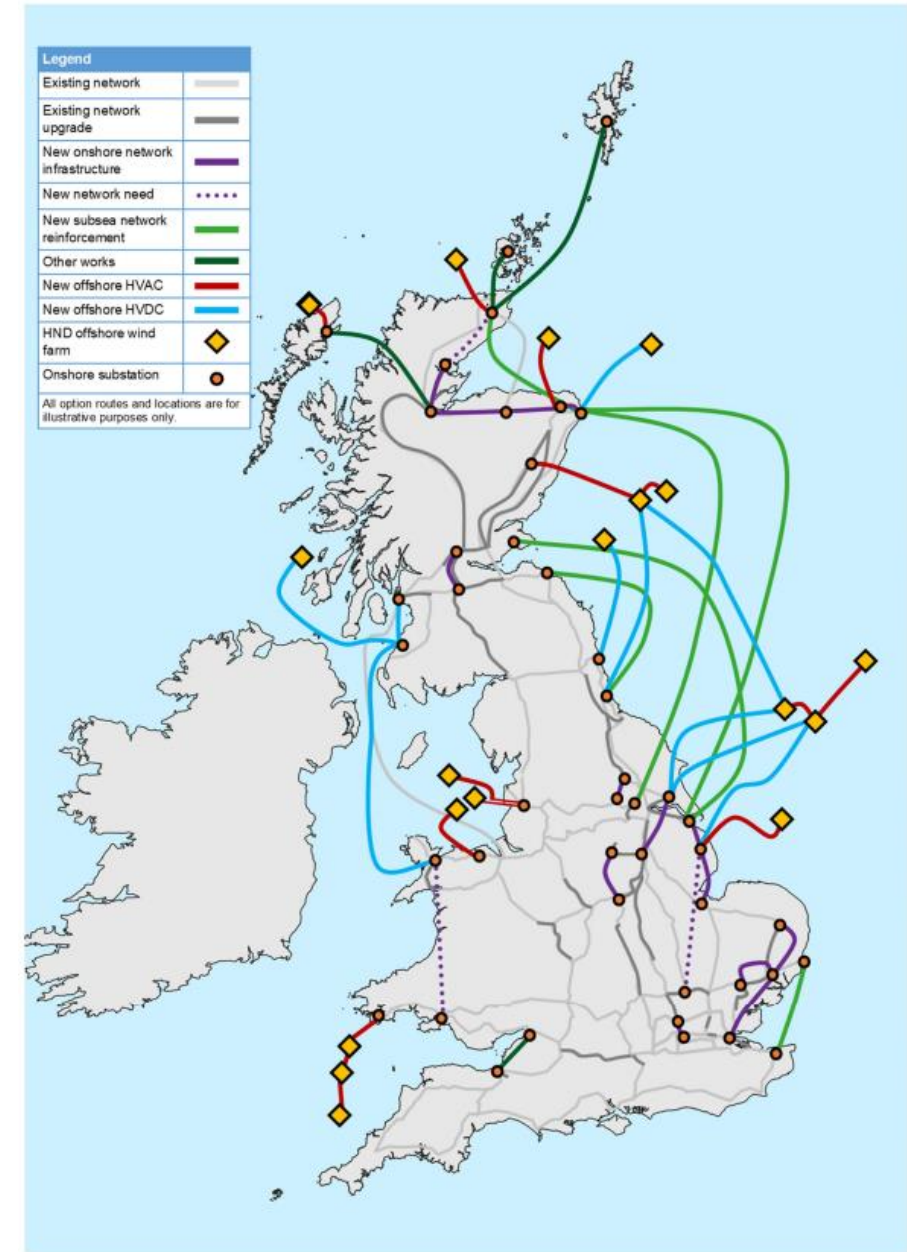 Legend
Existing network
Existing network
upgrade
New onshore network
infrastructure
New network need
New subsea network
reinforcement
Other works
New offshore HVAC
New offshore HVDC
HND offshore wind
farm
Onshore substation
All option routes and locations are for
illustrative purposes only.